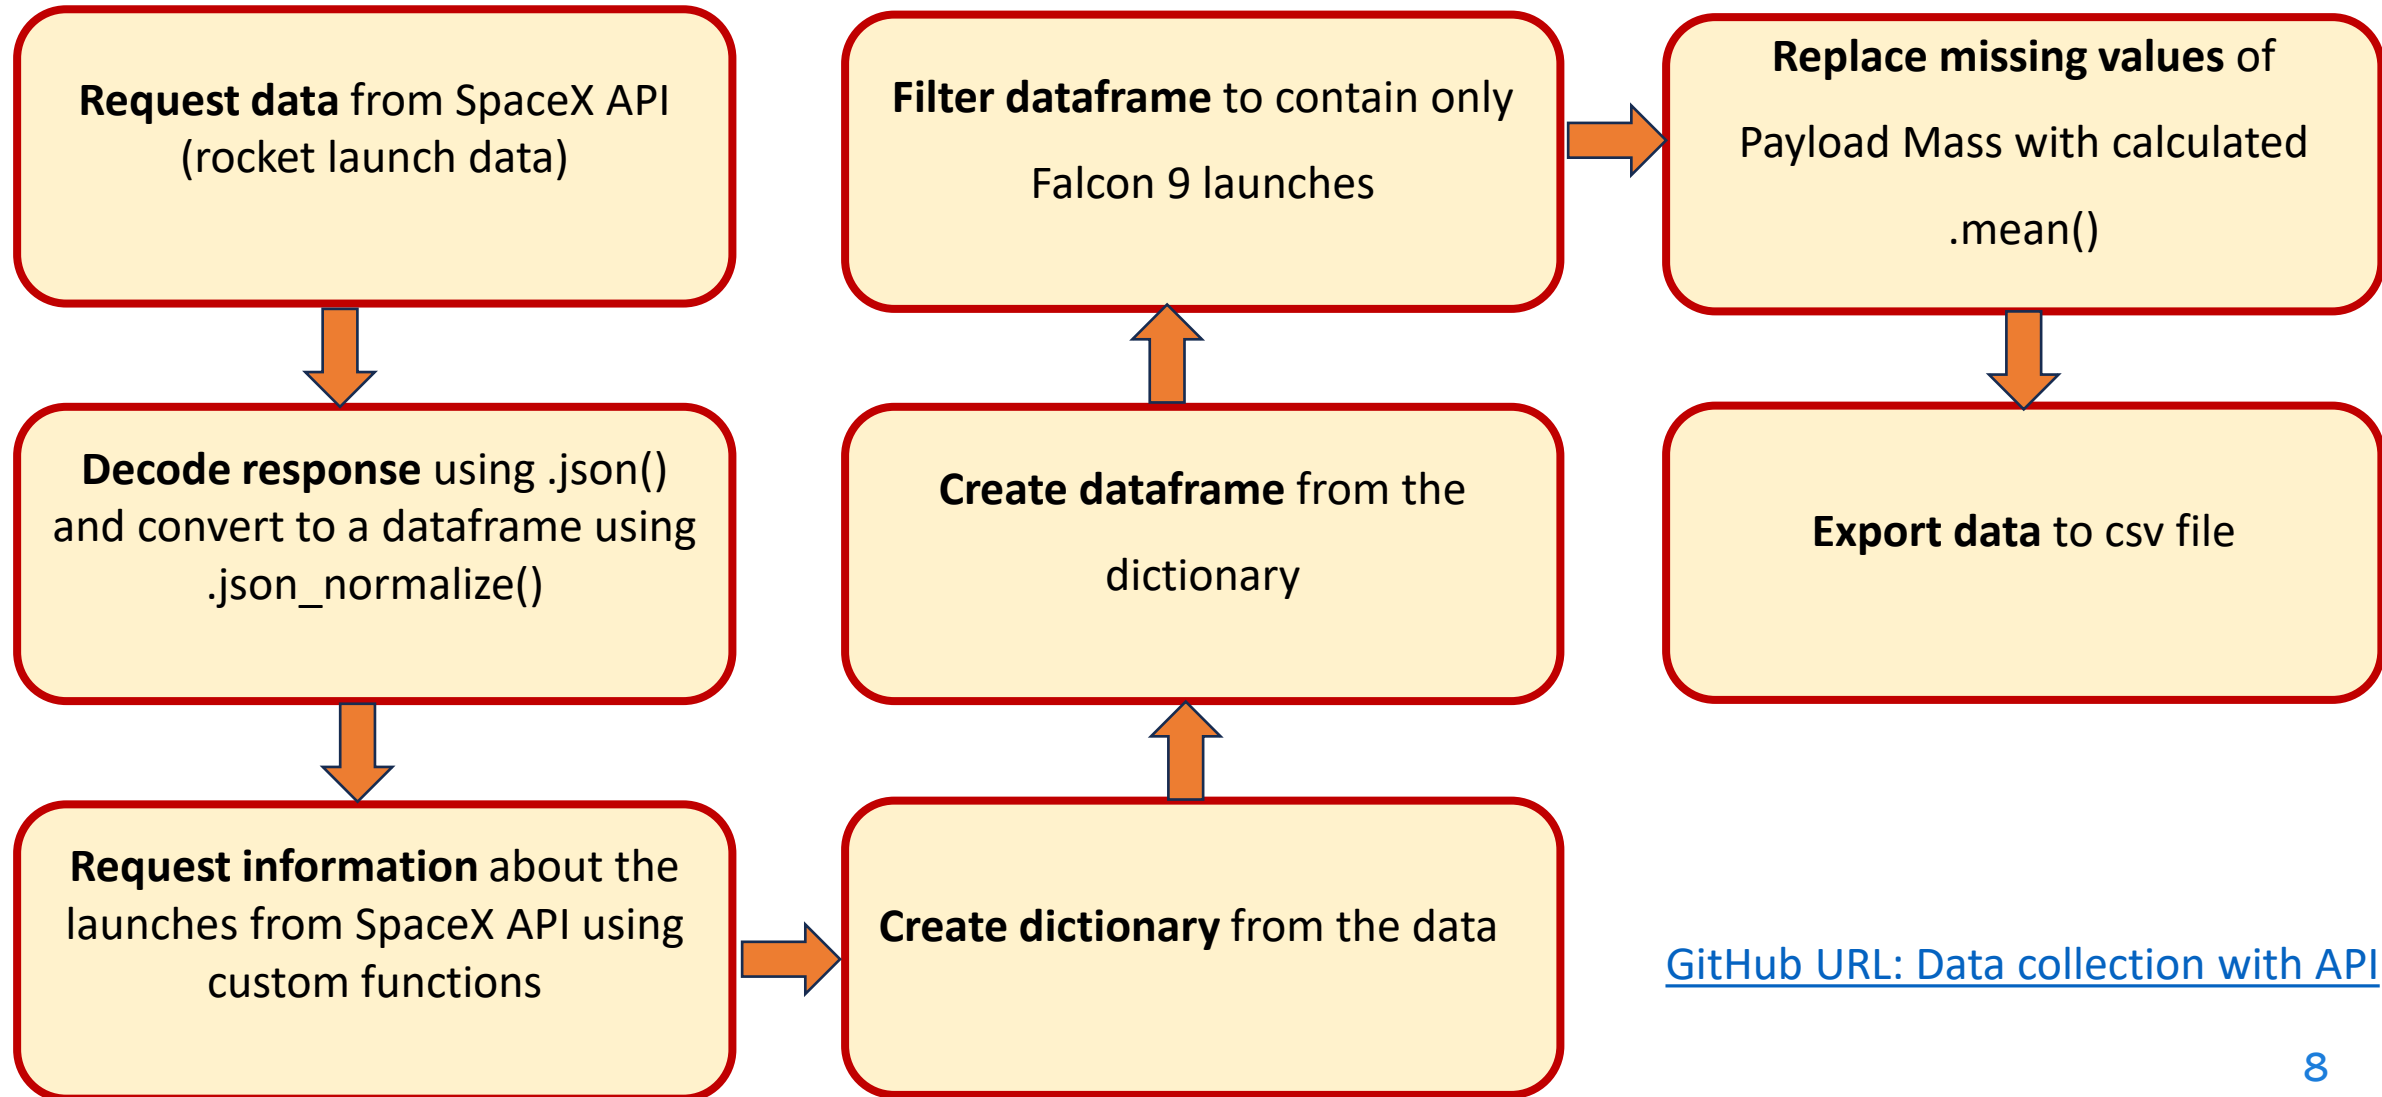 Request data from SpaceX API
(rocket launch data)
Decode response using .json()
and convert to a dataframe using
.json_normalize()
Request information about the
launches from SpaceX API using
custom functions
Create dictionary from the data
Create dataframe from the
dictionary
Filter dataframe to contain only
Falcon 9 launches
Replace missing values of
Payload Mass with calculated
.mean()
Export data to csv file
GitHub URL: Data collection with API
8